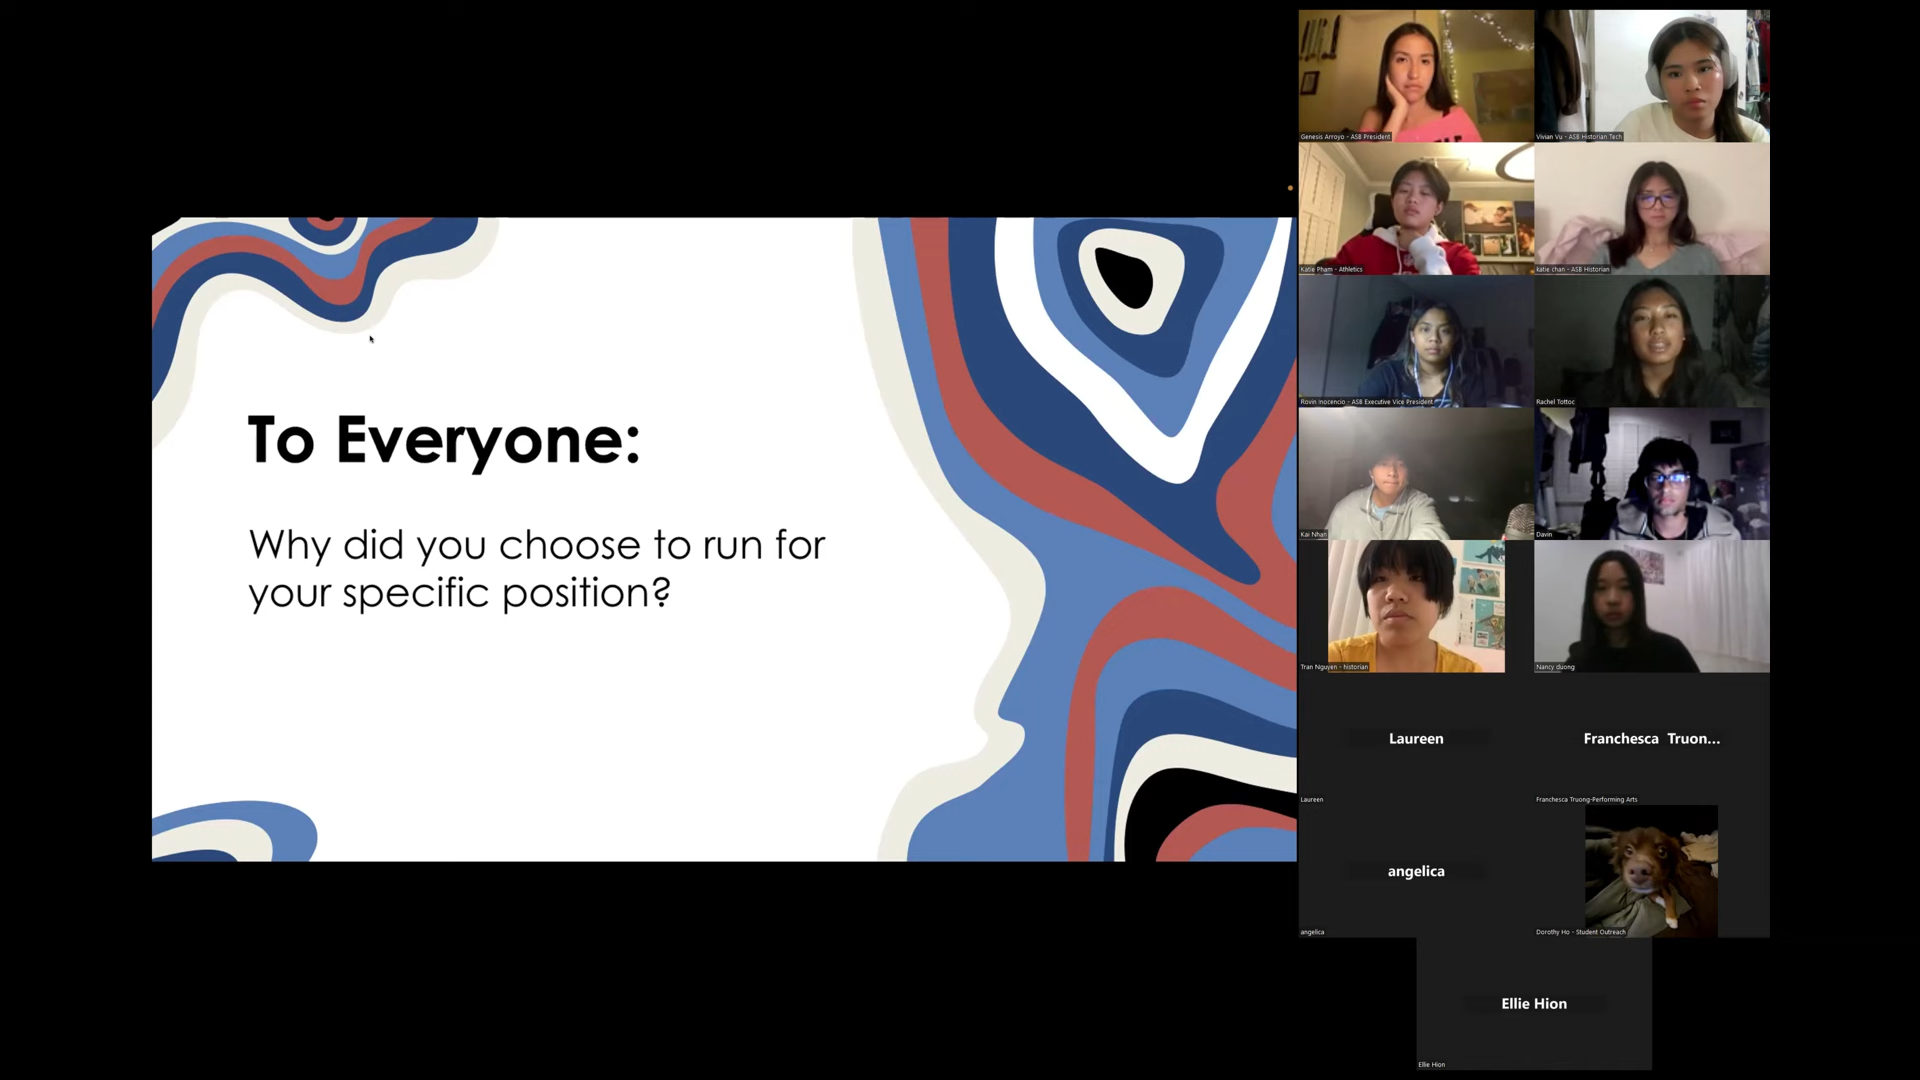 To Everyone:
Why did you choose to run for
your specific position?
Genesis Arroyo - ASB President
Vivian Vu - ASB Historian Tech
Katie Pham - Athletics
katie chan - ASB Historian
Rovin Inocencio - ASB Executive Vice President
Rachel Tottoc
Kai Nhan
Davin
Tran Nguyen - historian
Nancy duong
Laureen
Franchesca Truon...
Laureen
Franchesca Truong-Performing Arts
angelica
angelica
Dorothy Ho - Student Outreach
Ellie Hion
Ellie Hion